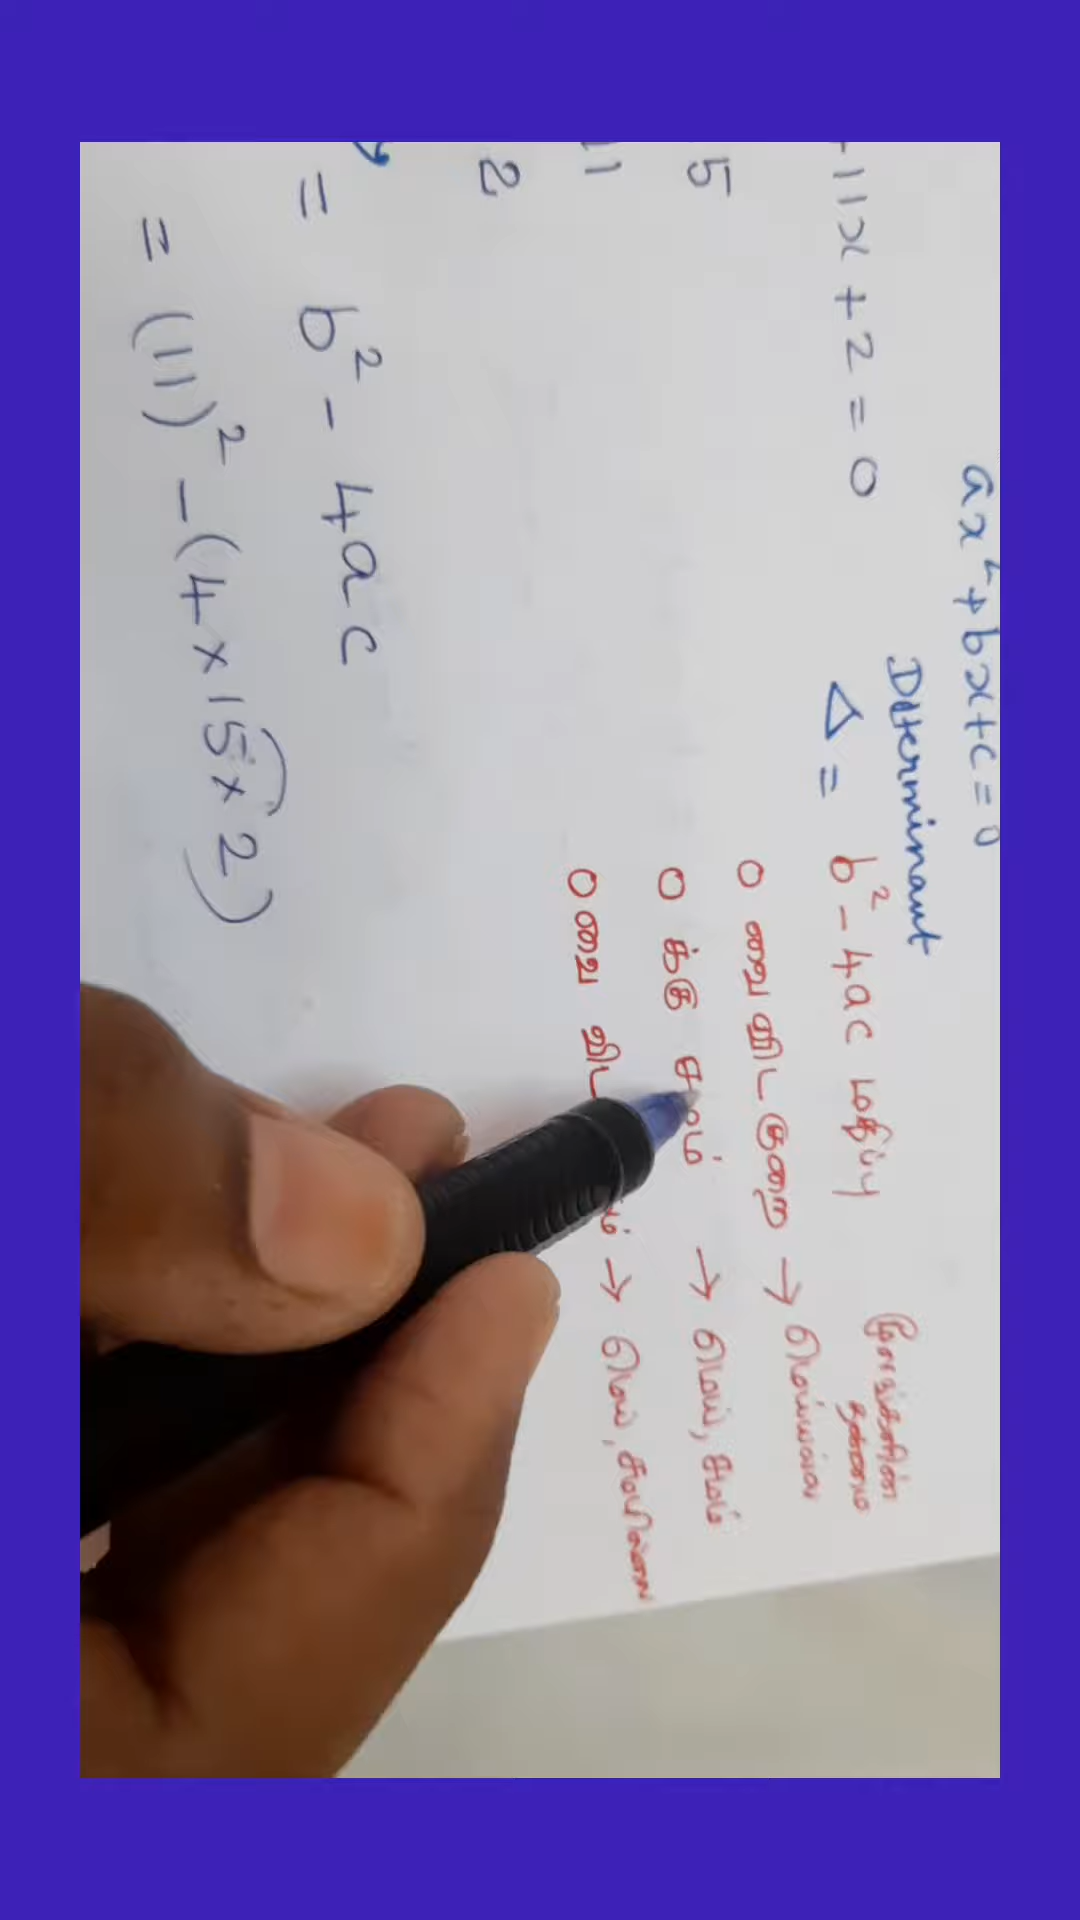 ax² + bx + c = 0
Determinant
-11x + 2 = 0
Δ = b² - 4ac மதிப்பு
மூலங்களின் தன்மை
0 வை விட குறை → மெய்யல்ல
5
0 க்கு சமம் → மெய், சமம்
11
0 வை விட → மெய், சமமில்லை
2
= b² - 4ac
= (11)² - (4 × 15 × 2)